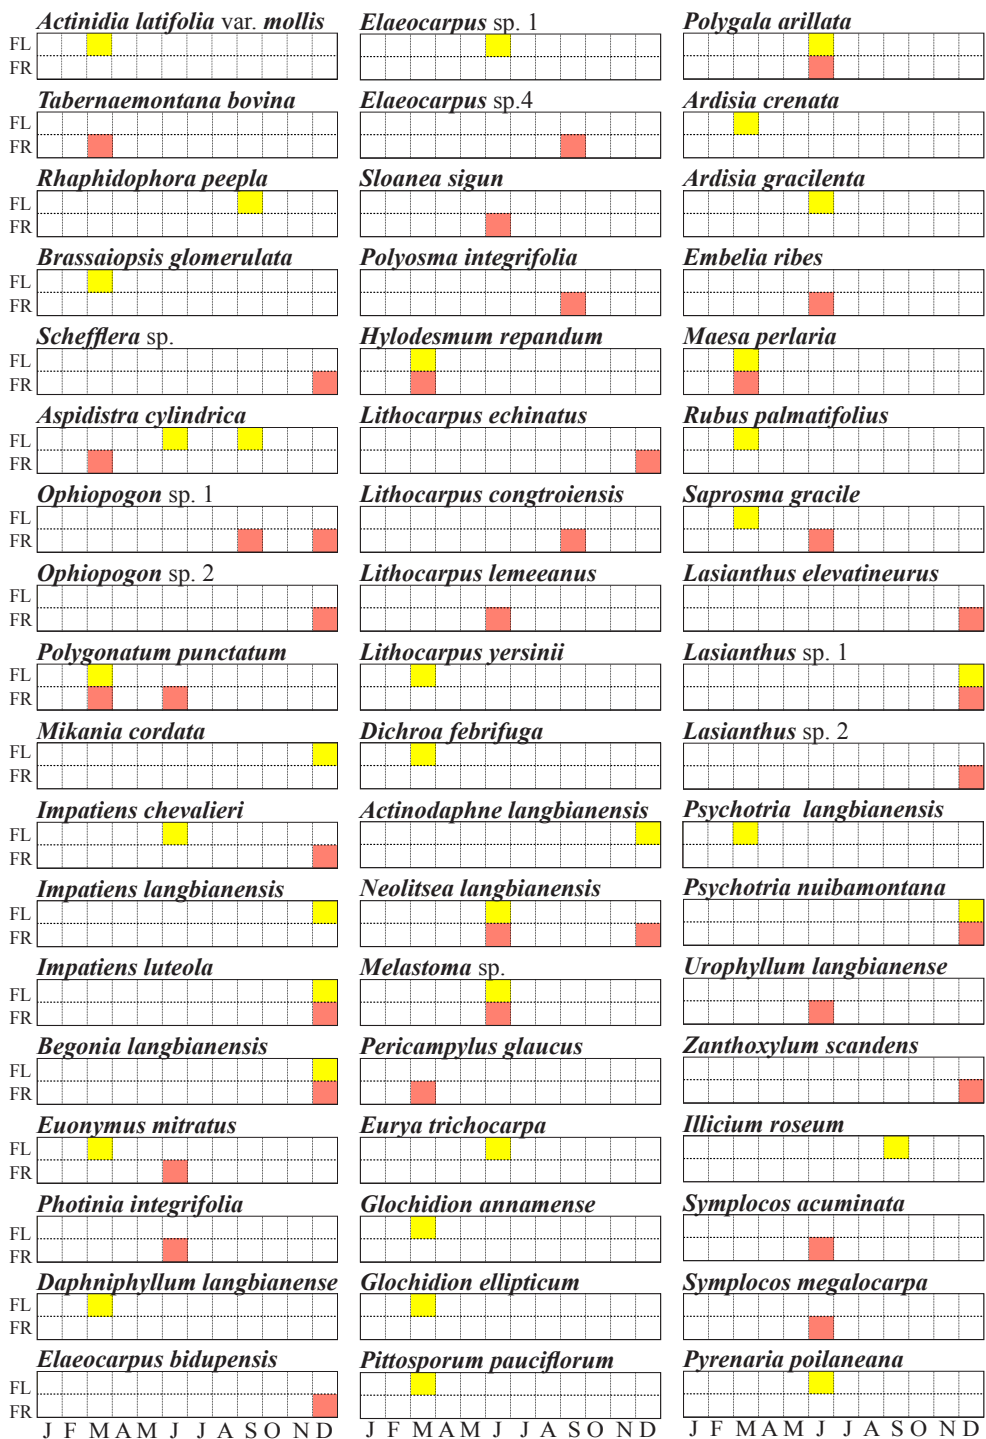 Actinidia latifolia var. mollis
FL
FR
Tabernaemontana bovina
FL
FR
Rhaphidophora peepla
FL
FR
Brassaiopsis glomerulata
FL
FR
Schefflera sp.
FL
FR
Aspidistra cylindrica
FL
FR
Ophiopogon sp. 1
FL
FR
Ophiopogon sp. 2
FL
FR
Polygonatum punctatum
FL
FR
Mikania cordata
FL
FR
Impatiens chevalieri
FL
FR
Impatiens langbianensis
FL
FR
Impatiens luteola
FL
FR
Begonia langbianensis
FL
FR
Euonymus mitratus
FL
FR
Photinia integrifolia
FL
FR
Daphniphyllum langbianense
FL
FR
Elaeocarpus bidupensis
FL
FR
J F M A M J J A S O N D
Elaeocarpus sp. 1
Elaeocarpus sp.4
Sloanea sigun
Polyosma integrifolia
Hylodesmum repandum
Lithocarpus echinatus
Lithocarpus congtroiensis
Lithocarpus lemeeanus
Lithocarpus yersinii
Dichroa febrifuga
Actinodaphne langbianensis
Neolitsea langbianensis
Melastoma sp.
Pericampylus glaucus
Eurya trichocarpa
Glochidion annamense
Glochidion ellipticum
Pittosporum pauciflorum
J F M A M J J A S O N D
Polygala arillata
Ardisia crenata
Ardisia gracilenta
Embelia ribes
Maesa perlaria
Rubus palmatifolius
Saprosma gracile
Lasianthus elevatineurus
Lasianthus sp. 1
Lasianthus sp. 2
Psychotria langbianensis
Psychotria nuibamontana
Urophyllum langbianense
Zanthoxylum scandens
Illicium roseum
Symplocos acuminata
Symplocos megalocarpa
Pyrenaria poilaneana
J F M A M J J A S O N D